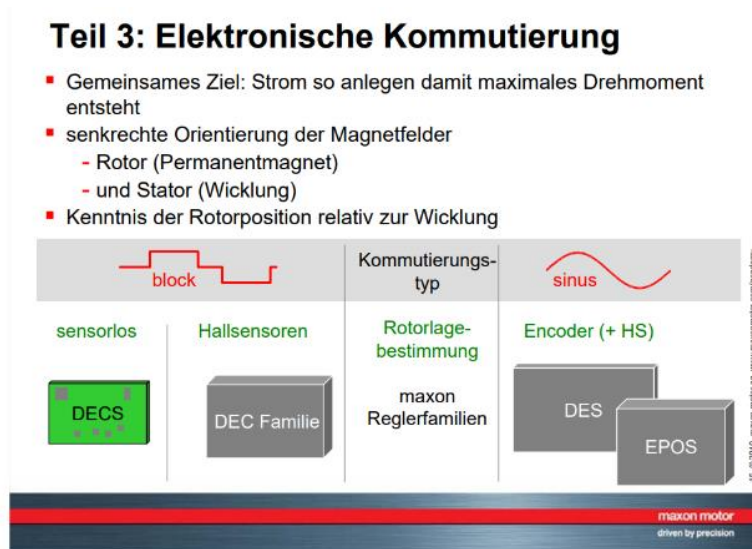 Teil 3: Elektronische Kommutierung
Gemeinsames Ziel: Strom so anlegen damit maximales Drehmoment
entsteht
senkrechte Orientierung der Magnetfelder
- Rotor (Permanentmagnet)
- und Stator (Wicklung)
Kenntnis der Rotorposition relativ zur Wicklung
block
Kommutierungs-
typ
sinus
sensorlos
Hallsensoren
Rotorlage-
bestimmung
Encoder (+ HS)
DECS
DEC Familie
maxon
Reglerfamilien
DES
EPOS
maxon motor
driven by precision